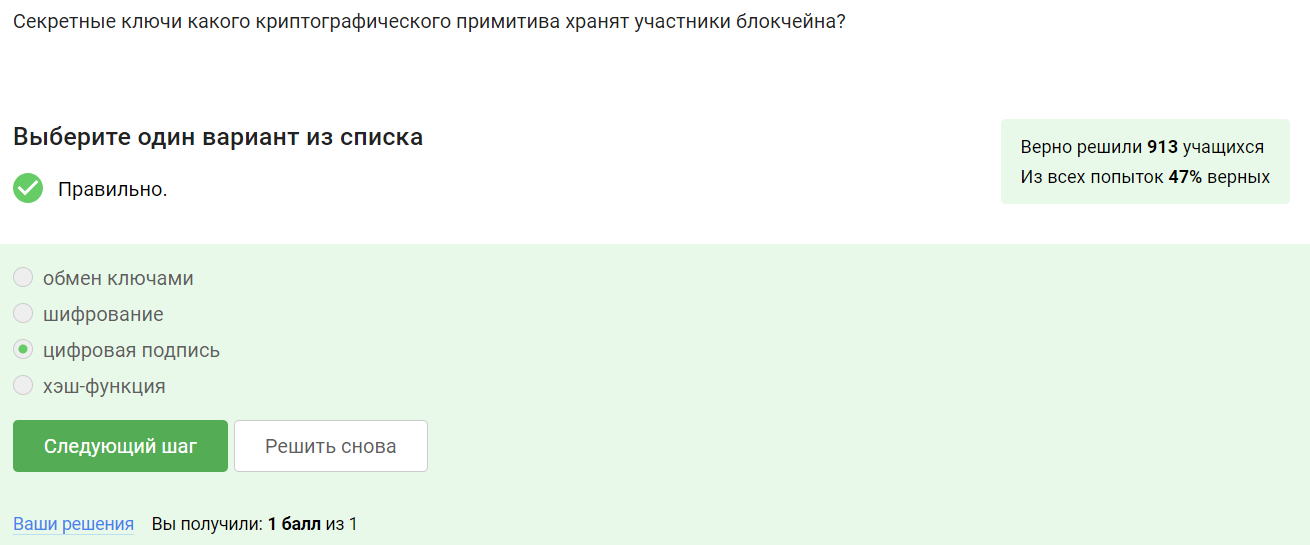 Секретные ключи какого криптографического примитива хранят участники блокчейна?
Выберите один вариант из списка
Правильно.
Верно решили 913 учащихся
Из всех попыток 47% верных
обмен ключами
шифрование
цифровая подпись
хэш-функция
Следующий шаг
Решить снова
Ваши решения Вы получили: 1 балл из 1